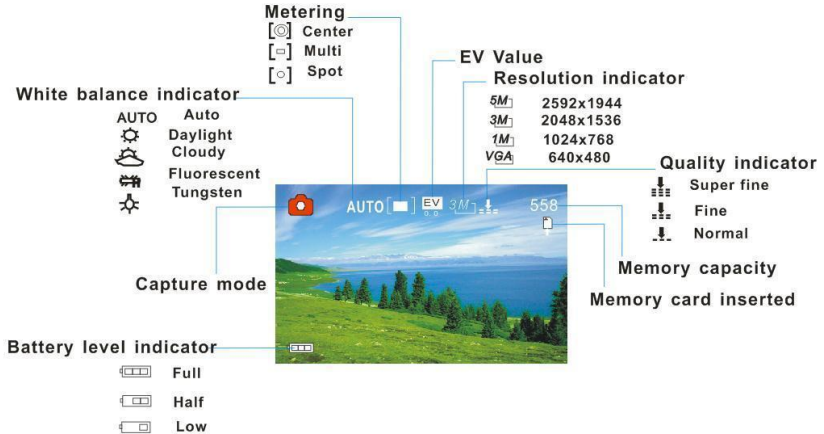 Metering
Center
Multi
Spot
EV Value
Resolution indicator
5M 2592x1944
3M 2048x1536
1M 1024x768
VGA 640x480
White balance indicator
AUTO Auto
Daylight
Cloudy
Fluorescent
Tungsten
Quality indicator
Super fine
Fine
Normal
AUTO EV 3M 558
0.0
Capture mode
Memory capacity
Memory card inserted
Battery level indicator
Full
Half
Low